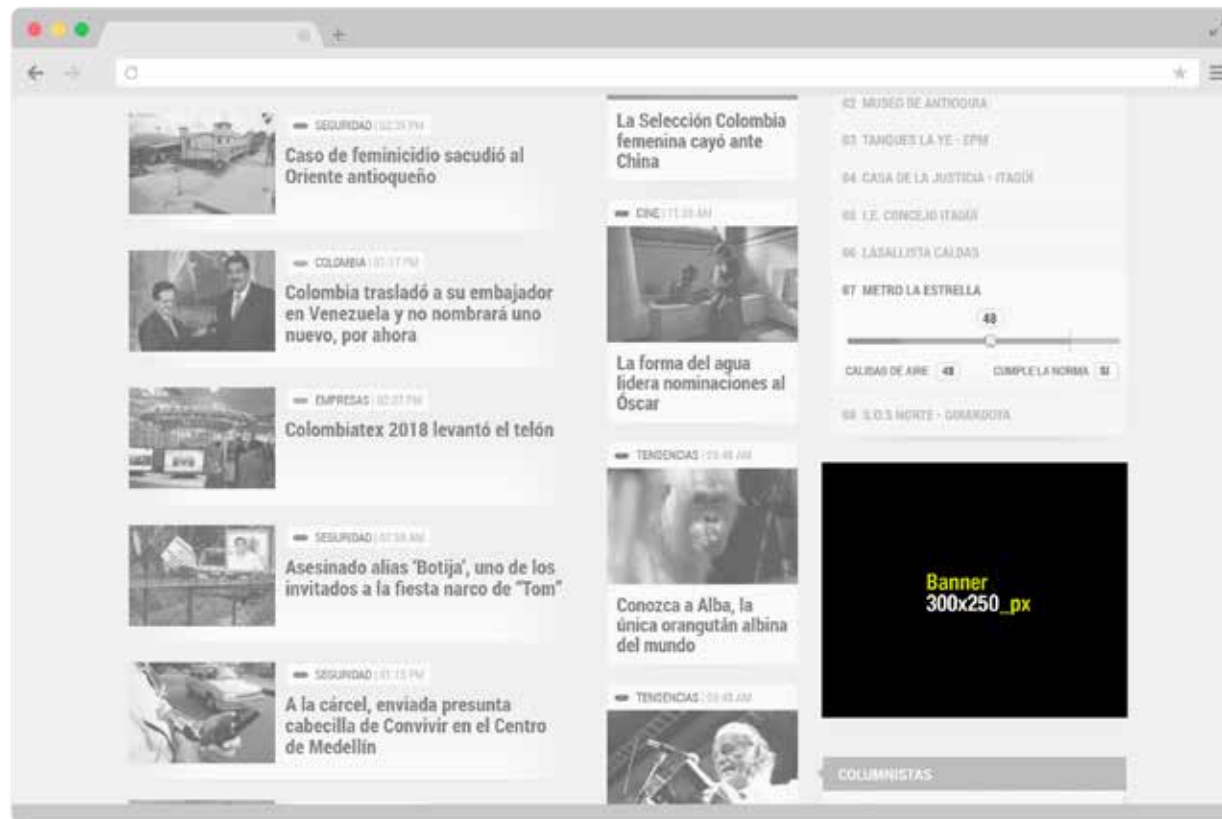 SEGURIDAD
Caso de feminicidio sacudió al
Oriente antioqueño
COLOMBIA | 01:17 PM
Colombia trasladó a su embajador
en Venezuela y no nombrará uno
nuevo, por ahora
EMPRESAS
Colombiatex 2018 levantó el telón
SEGURIDAD
Asesinado alias 'Botija', uno de los
invitados a la fiesta narco de "Tom"
SEGURIDAD | 01:15 PM
A la cárcel, enviada presunta
cabecilla de Convivir en el Centro
de Medellín
La Selección Colombia
femenina cayó ante
China
CINE
La forma del agua
lidera nominaciones al
Óscar
TENDENCIAS
Conozca a Alba, la
única orangután albina
del mundo
TENDENCIAS
02 MUSEO DE ANTIOQUIA
03 TANQUES LA YE - EPM
04 CASA DE LA JUSTICIA - ITAGÜÍ
05 I.E. CONCEJO ITAGÜÍ
06 LASALLISTA CALDAS
07 METRO LA ESTRELLA
48
CALIDAD DE AIRE 48 CUMPLE LA NORMA SI
08 S.O.S NORTE - GIRARDOTA
Banner
300x250_px
COLUMNISTAS